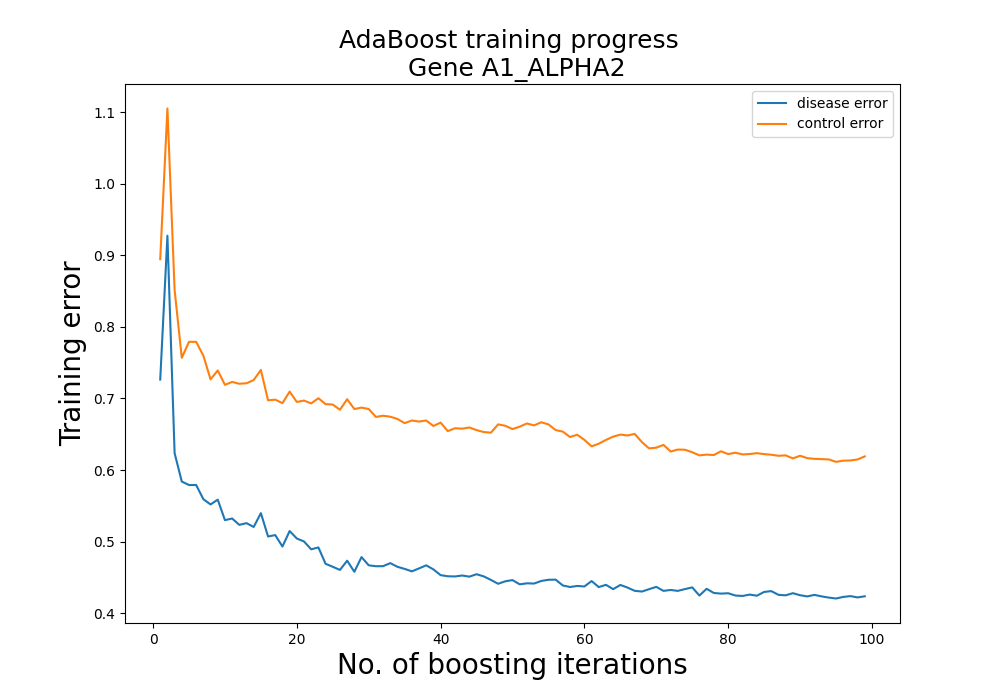 AdaBoost training progress
Gene A1_ALPHA2
disease error
control error
Training error
1.1
1.0
0.9
0.8
0.7
0.6
0.5
0.4
0 20 40 60 80 100
No. of boosting iterations